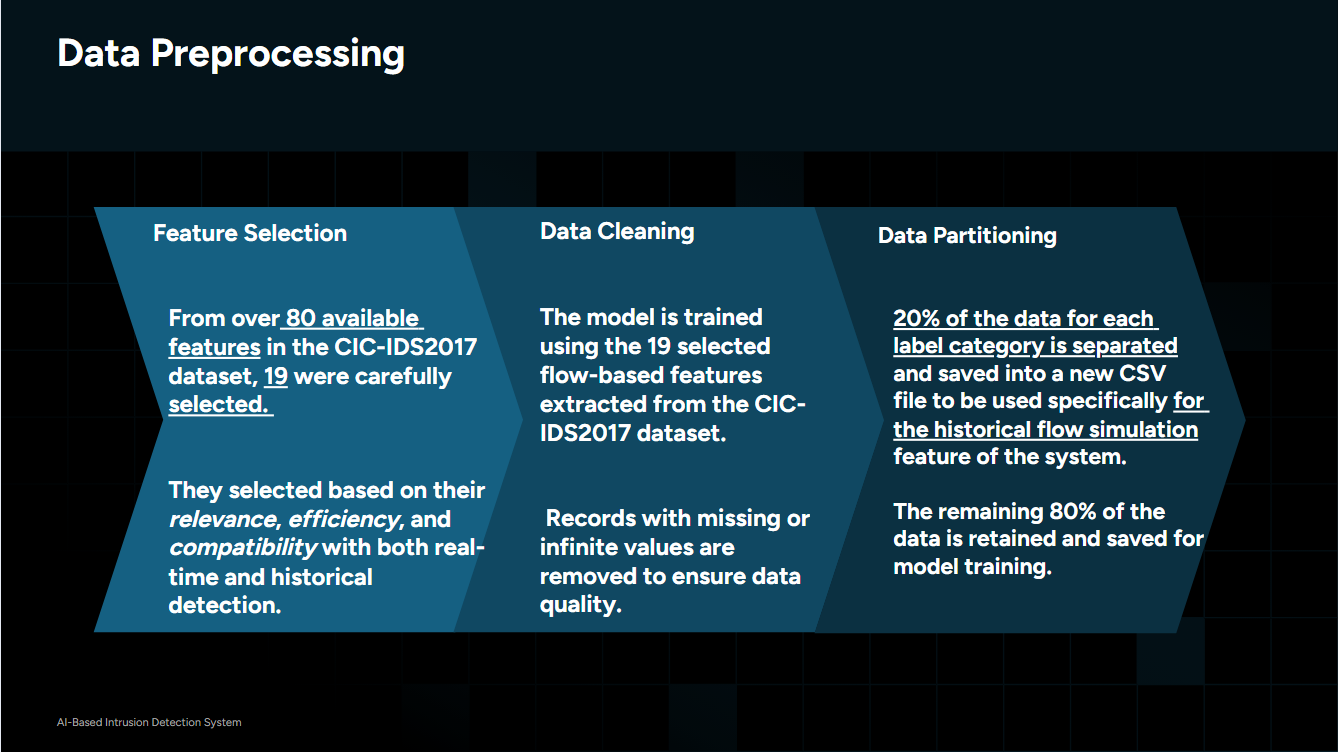 Data Preprocessing
Feature Selection
From over 80 available
features in the CIC-IDS2017
dataset, 19 were carefully
selected.
They selected based on their
relevance, efficiency, and
compatibility with both real-
time and historical
detection.
Data Cleaning
The model is trained
using the 19 selected
flow-based features
extracted from the CIC-
IDS2017 dataset.
Records with missing or
infinite values are
removed to ensure data
quality.
Data Partitioning
20% of the data for each
label category is separated
and saved into a new CSV
file to be used specifically for
the historical flow simulation
feature of the system.
The remaining 80% of the
data is retained and saved for
model training.
AI-Based Intrusion Detection System